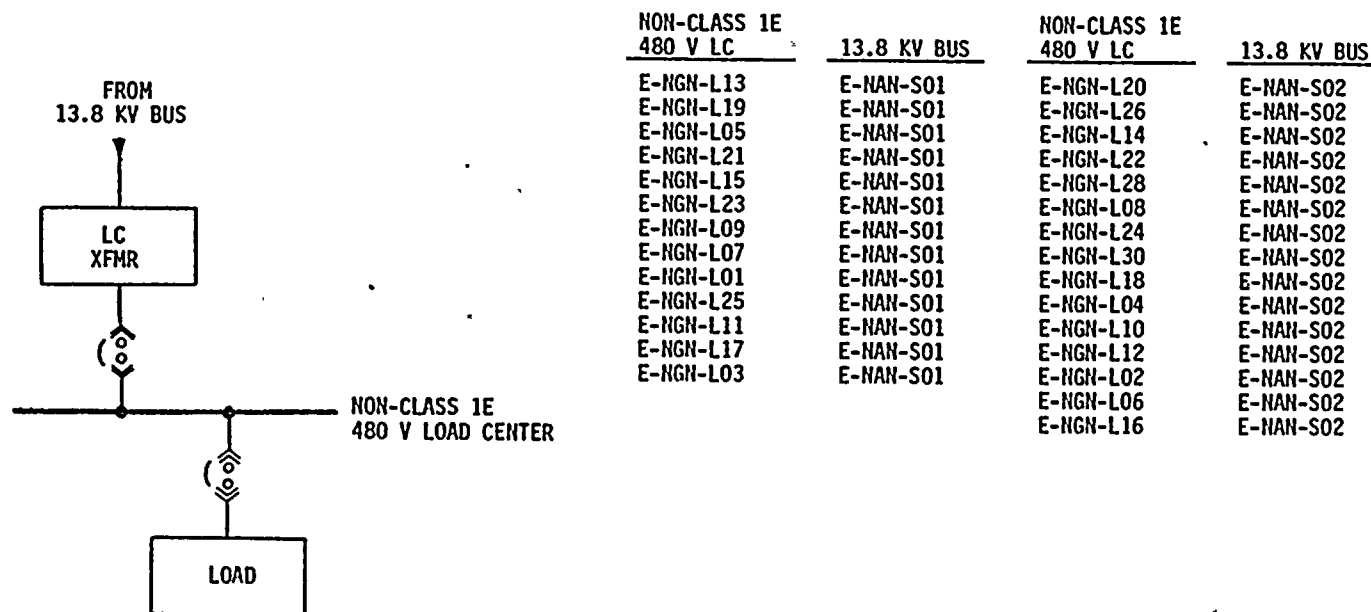 FROM
13.8 KV BUS
LC
XFMR
NON-CLASS 1E
480 V LOAD CENTER
LOAD
NON-CLASS 1E
480 V LC 13.8 KV BUS
E-NGN-L13 E-NAN-S01
E-NGN-L19 E-NAN-S01
E-NGN-L05 E-NAN-S01
E-NGN-L21 E-NAN-S01
E-NGN-L15 E-NAN-S01
E-NGN-L23 E-NAN-S01
E-NGN-L09 E-NAN-S01
E-NGN-L07 E-NAN-S01
E-NGN-L01 E-NAN-S01
E-NGN-L25 E-NAN-S01
E-NGN-L11 E-NAN-S01
E-NGN-L17 E-NAN-S01
E-NGN-L03 E-NAN-S01
NON-CLASS 1E
480 V LC 13.8 KV BUS
E-NGN-L20 E-NAN-S02
E-NGN-L26 E-NAN-S02
E-NGN-L14 E-NAN-S02
E-NGN-L22 E-NAN-S02
E-NGN-L28 E-NAN-S02
E-NGN-L08 E-NAN-S02
E-NGN-L24 E-NAN-S02
E-NGN-L30 E-NAN-S02
E-NGN-L18 E-NAN-S02
E-NGN-L04 E-NAN-S02
E-NGN-L10 E-NAN-S02
E-NGN-L12 E-NAN-S02
E-NGN-L02 E-NAN-S02
E-NGN-L06 E-NAN-S02
E-NGN-L16 E-NAN-S02